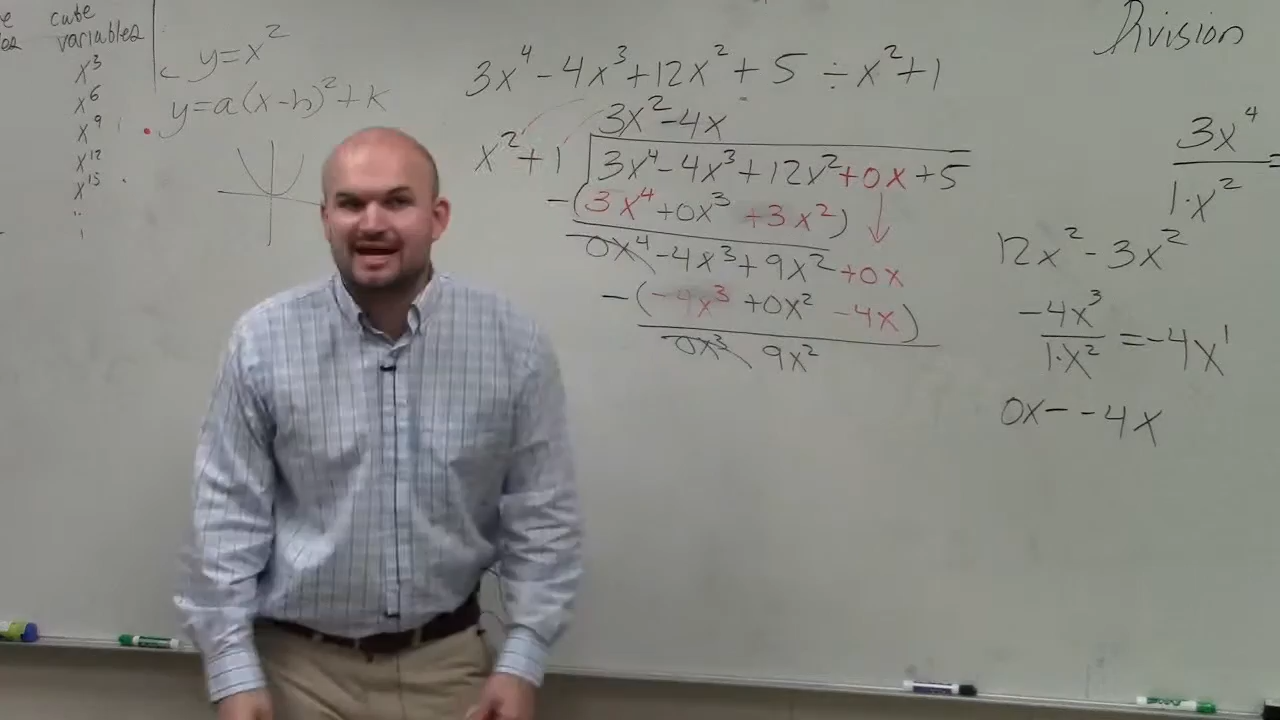 cube
variables
x³
x⁶
x⁹
x¹²
x¹⁵
y=x²
y=a(x-h)²+k
3x⁴-4x³+12x²+5 ÷ x²+1
3x²-4x
x²+1 3x⁴-4x³+12x²+0x+5
-(3x⁴+0x³+3x²)
0x⁴-4x³+9x²+0x
-(-4x³+0x²-4x)
0x³ 9x²
Division
3x⁴
1·x²
=
12x²-3x²
-4x³
1·x²
=-4x¹
0x--4x